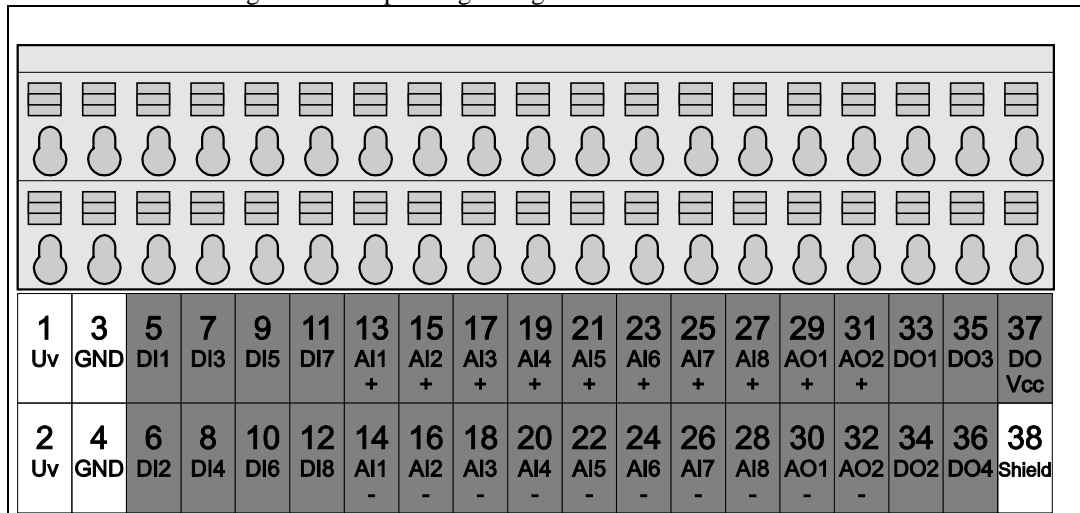 1 3 5 7 9 11 13 15 17 19 21 23 25 27 29 31 33 35 37
Uv GND DI1 DI3 DI5 DI7 AI1 AI2 AI3 AI4 AI5 AI6 AI7 AI8 AO1 AO2 DO1 DO3 DO
+ + + + + + + + + + Vcc
2 4 6 8 10 12 14 16 18 20 22 24 26 28 30 32 34 36 38
Uv GND DI2 DI4 DI6 DI8 AI1 AI2 AI3 AI4 AI5 AI6 AI7 AI8 AO1 AO2 DO2 DO4 Shield
- - - - - - - - - -